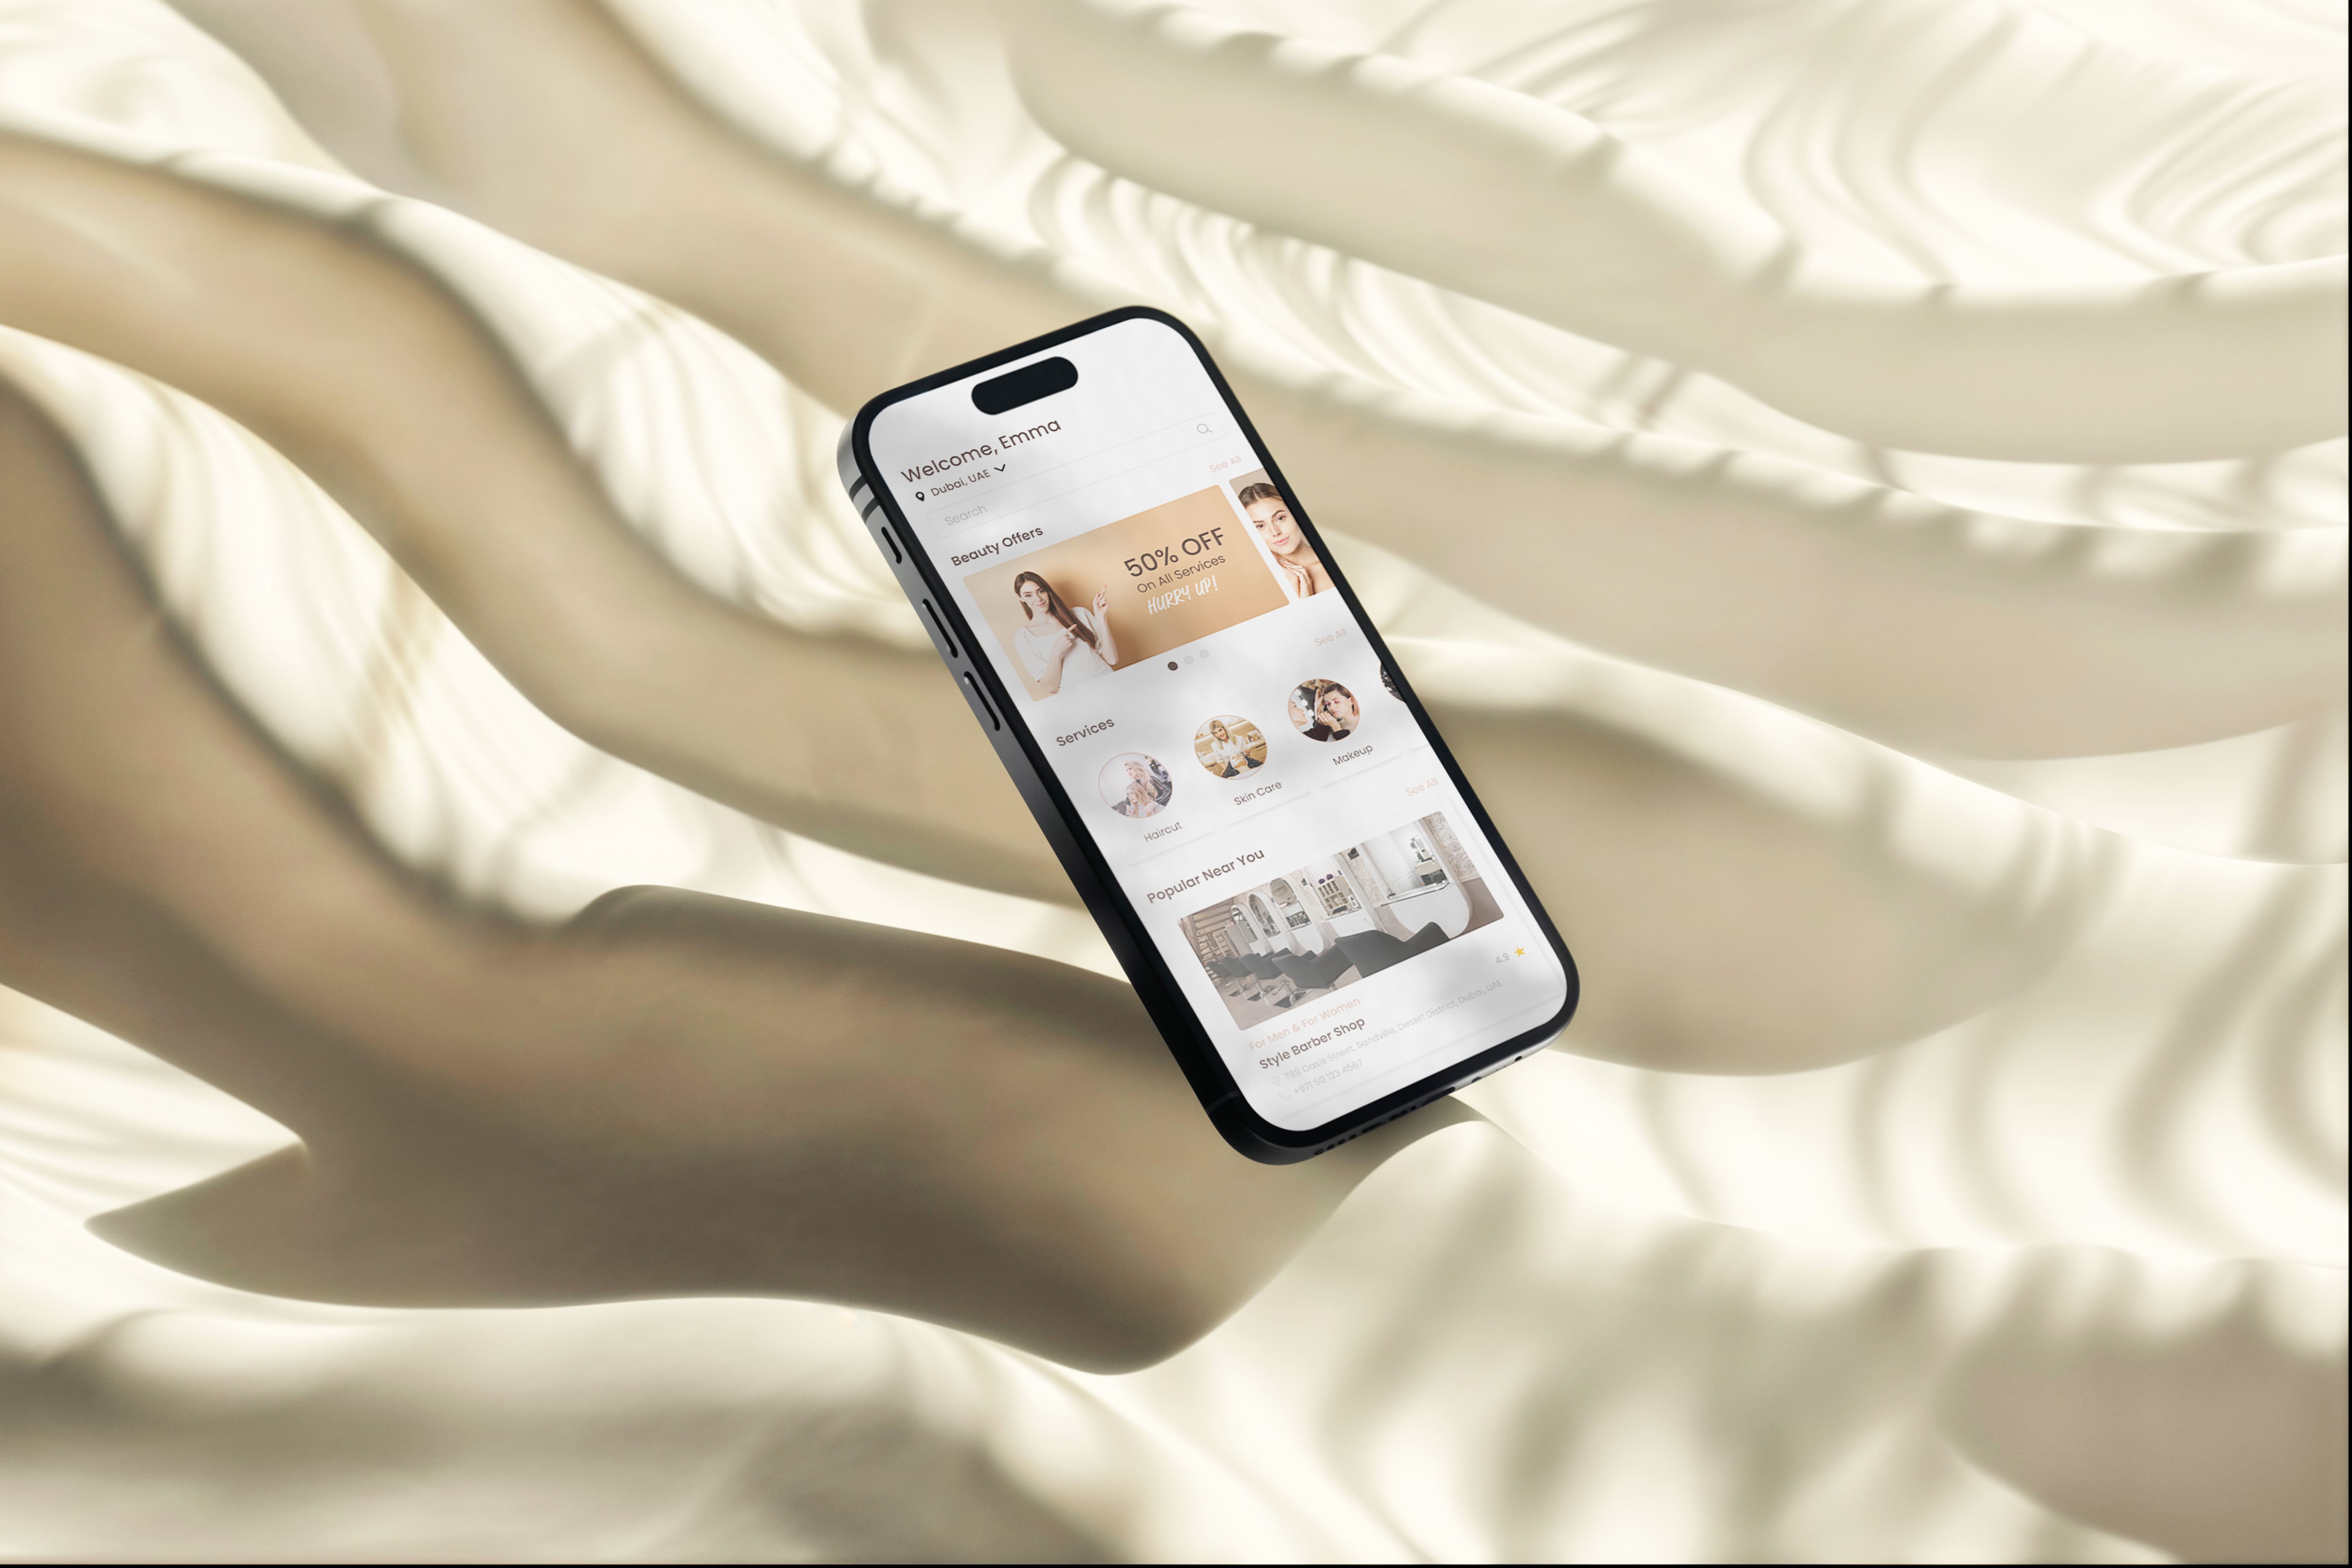 Welcome, Emma
Dubai, UAE
Search
Beauty Offers
See All
50% OFF
On All Services
HURRY UP!
Services
See All
Haircut
Skin Care
Makeup
Popular Near You
See All
For Men & For Women
4.9
Style Barber Shop
789 Oasis Street, Sandville, Desert District, Dubai, UAE
+971 50 123 4567